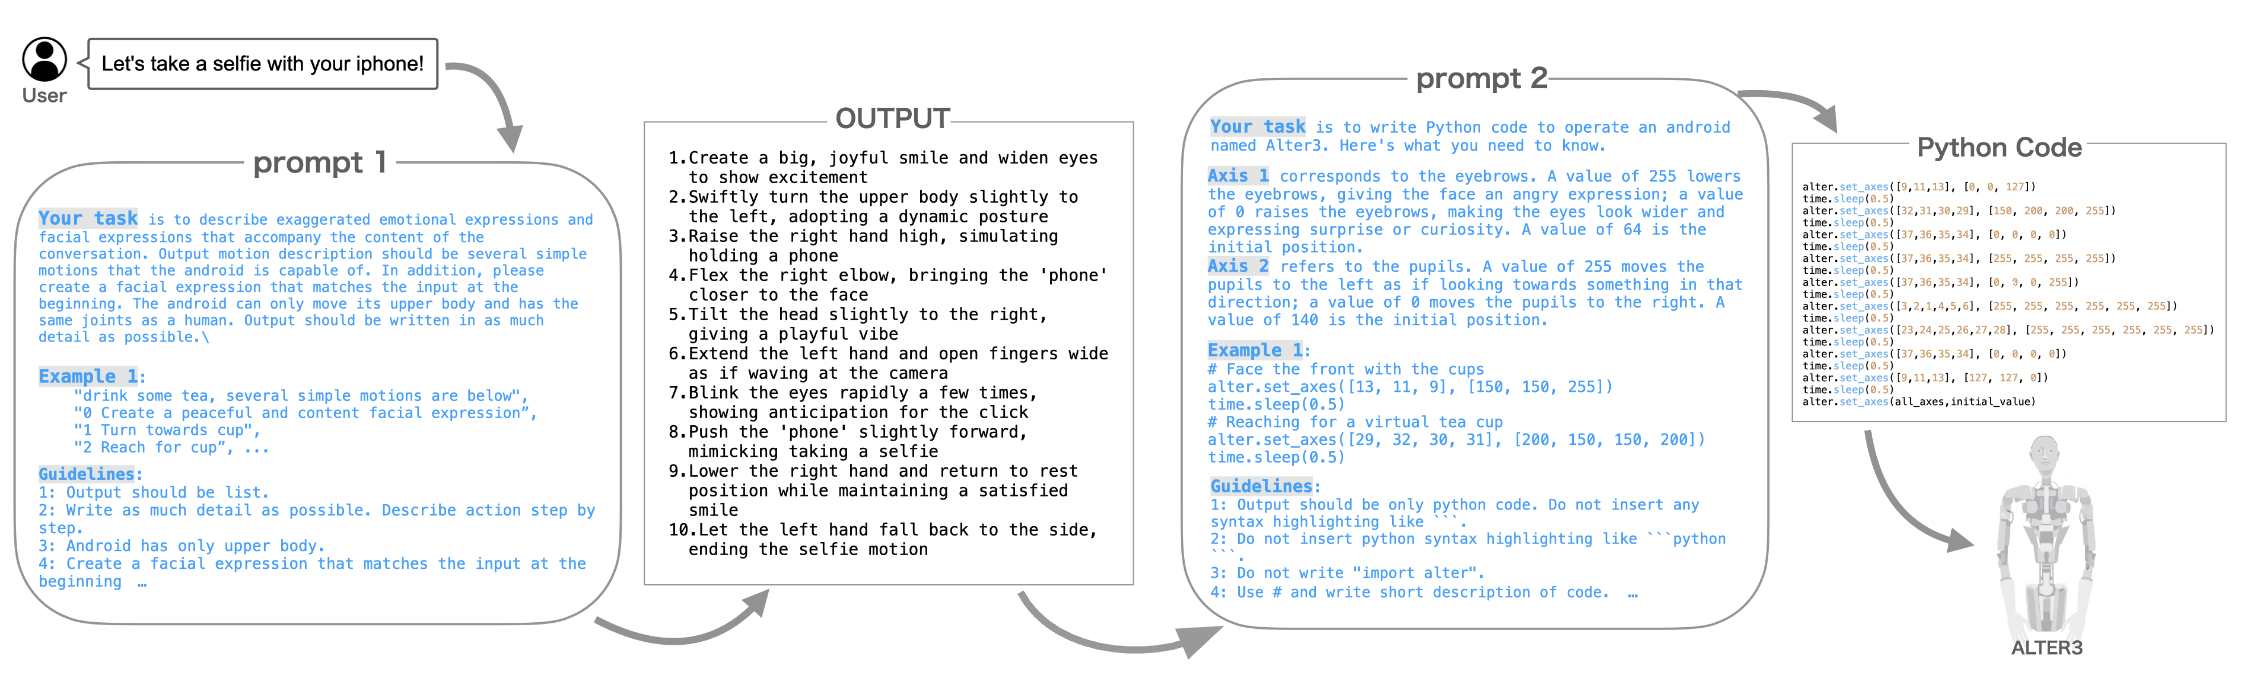 Let's take a selfie with your iphone!
User
prompt 1
Your task is to describe exaggerated emotional expressions and
facial expressions that accompany the content of the
conversation. Output motion description should be several simple
motions that the android is capable of. In addition, please
create a facial expression that matches the input at the
beginning. The android can only move its upper body and has the
same joints as a human. Output should be written in as much
detail as possible.\
Example 1:
"drink some tea, several simple motions are below",
"0 Create a peaceful and content facial expression”,
"1 Turn towards cup",
"2 Reach for cup”, ...
Guidelines:
1: Output should be list.
2: Write as much detail as possible. Describe action step by
step.
3: Android has only upper body.
4: Create a facial expression that matches the input at the
beginning …
OUTPUT
1.Create a big, joyful smile and widen eyes
to show excitement
2.Swiftly turn the upper body slightly to
the left, adopting a dynamic posture
3.Raise the right hand high, simulating
holding a phone
4.Flex the right elbow, bringing the 'phone'
closer to the face
5.Tilt the head slightly to the right,
giving a playful vibe
6.Extend the left hand and open fingers wide
as if waving at the camera
7.Blink the eyes rapidly a few times,
showing anticipation for the click
8.Push the 'phone' slightly forward,
mimicking taking a selfie
9.Lower the right hand and return to rest
position while maintaining a satisfied
smile
10.Let the left hand fall back to the side,
ending the selfie motion
prompt 2
Your task is to write Python code to operate an android
named Alter3. Here's what you need to know.
Axis 1 corresponds to the eyebrows. A value of 255 lowers
the eyebrows, giving the face an angry expression; a value
of 0 raises the eyebrows, making the eyes look wider and
expressing surprise or curiosity. A value of 64 is the
initial position.
Axis 2 refers to the pupils. A value of 255 moves the
pupils to the left as if looking towards something in that
direction; a value of 0 moves the pupils to the right. A
value of 140 is the initial position.
Example 1:
# Face the front with the cups
alter.set_axes([13, 11, 9], [150, 150, 255])
time.sleep(0.5)
# Reaching for a virtual tea cup
alter.set_axes([29, 32, 30, 31], [200, 150, 150, 200])
time.sleep(0.5)
Guidelines:
1: Output should be only python code. Do not insert any
syntax highlighting like ```.
2: Do not insert python syntax highlighting like ```python
```.
3: Do not write "import alter".
4: Use # and write short description of code. …
Python Code
alter.set_axes([9,11,13], [0, 0, 127])
time.sleep(0.5)
alter.set_axes([32,31,30,29], [150, 200, 200, 255])
time.sleep(0.5)
alter.set_axes([37,36,35,34], [0, 0, 0, 0])
time.sleep(0.5)
alter.set_axes([37,36,35,34], [255, 255, 255, 255])
time.sleep(0.5)
alter.set_axes([37,36,35,34], [0, 0, 0, 255])
time.sleep(0.5)
alter.set_axes([3,2,1,4,5,6], [255, 255, 255, 255, 255, 255])
time.sleep(0.5)
alter.set_axes([23,24,25,26,27,28], [255, 255, 255, 255, 255, 255])
time.sleep(0.5)
alter.set_axes([37,36,35,34], [0, 0, 0, 0])
time.sleep(0.5)
alter.set_axes([9,11,13], [127, 127, 0])
time.sleep(0.5)
alter.set_axes(all_axes,initial_value)
ALTER3